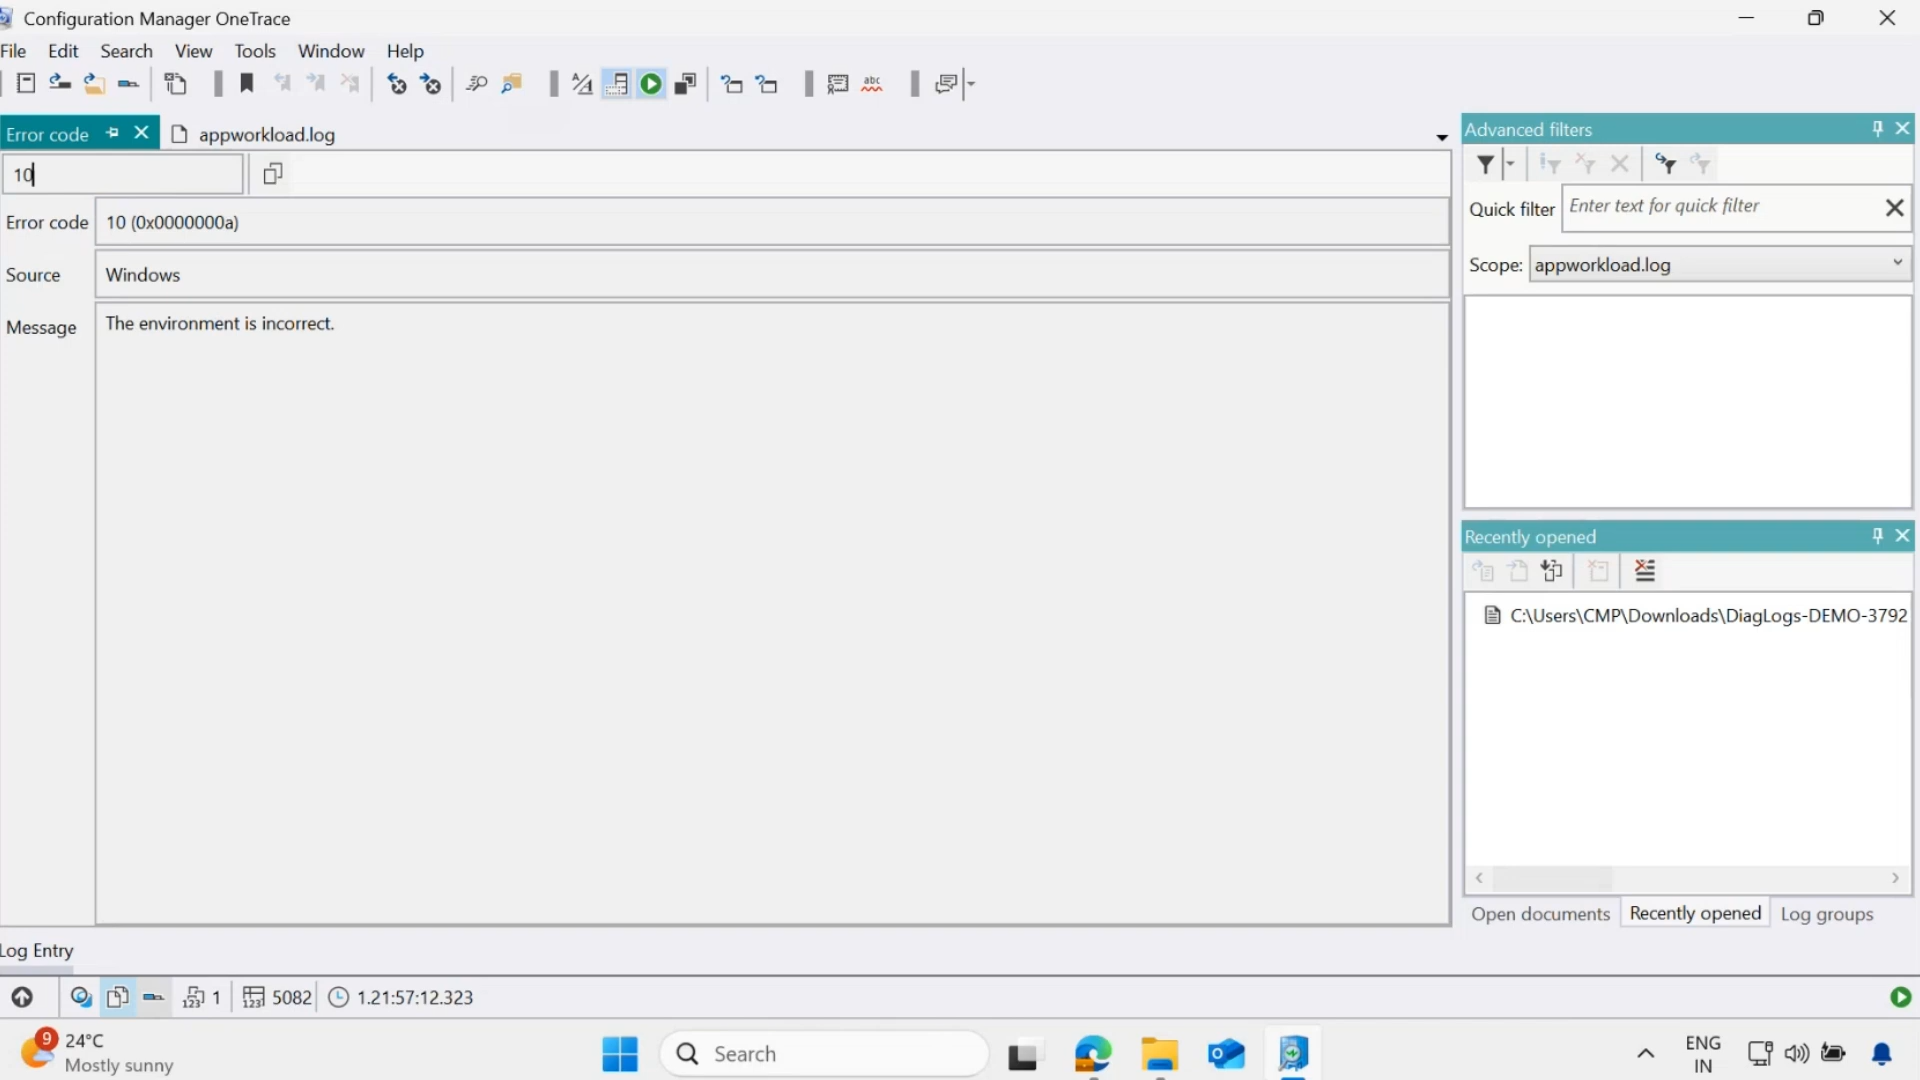 Configuration Manager OneTrace
File Edit Search View Tools Window Help
Error code appworkload.log
10
Error code 10 (0x0000000a)
Source Windows
Message The environment is incorrect.
Advanced filters
Quick filter Enter text for quick filter
Scope: appworkload.log
Recently opened
C:\Users\CMP\Downloads\DiagLogs-DEMO-3792
Open documents Recently opened Log groups
Log Entry
1 5082 1.21:57:12.323
9 24°C
Mostly sunny
Search
ENG
IN